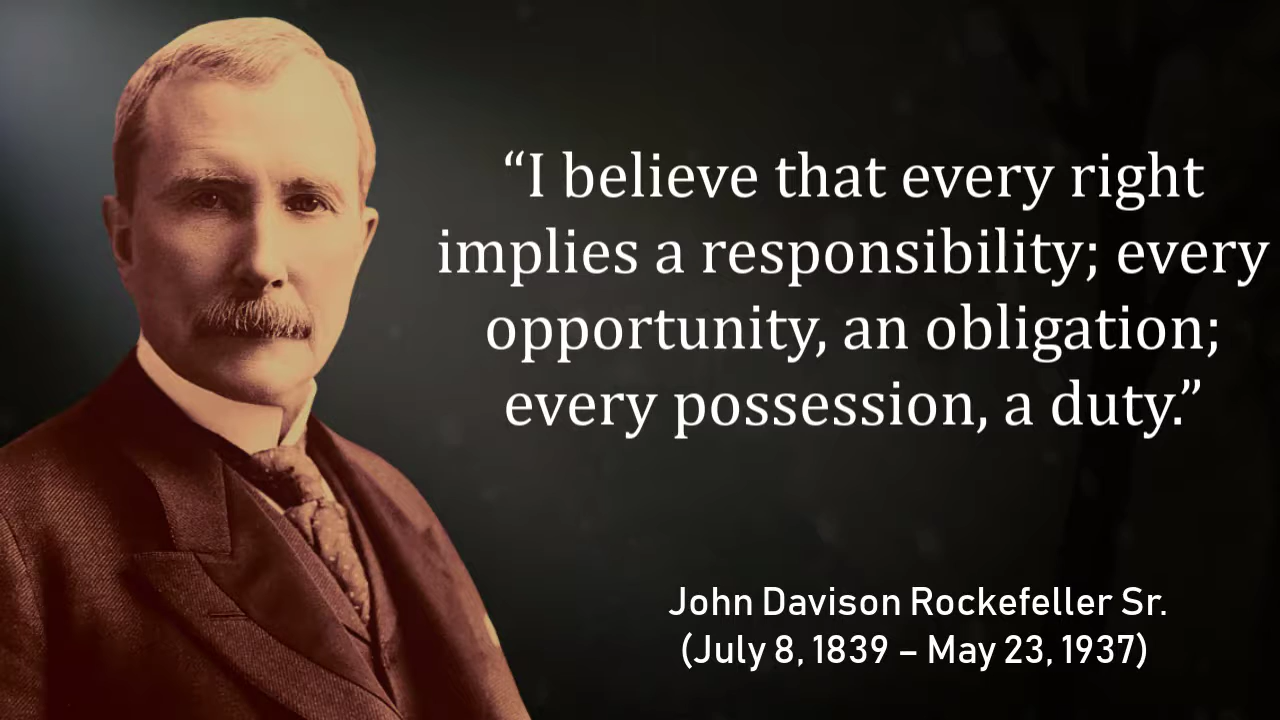 “I believe that every right
implies a responsibility; every
opportunity, an obligation;
every possession, a duty.”
John Davison Rockefeller Sr.
(July 8, 1839 – May 23, 1937)